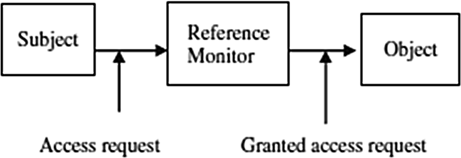 Subject
Reference
Monitor
Object
Access request
Granted access request